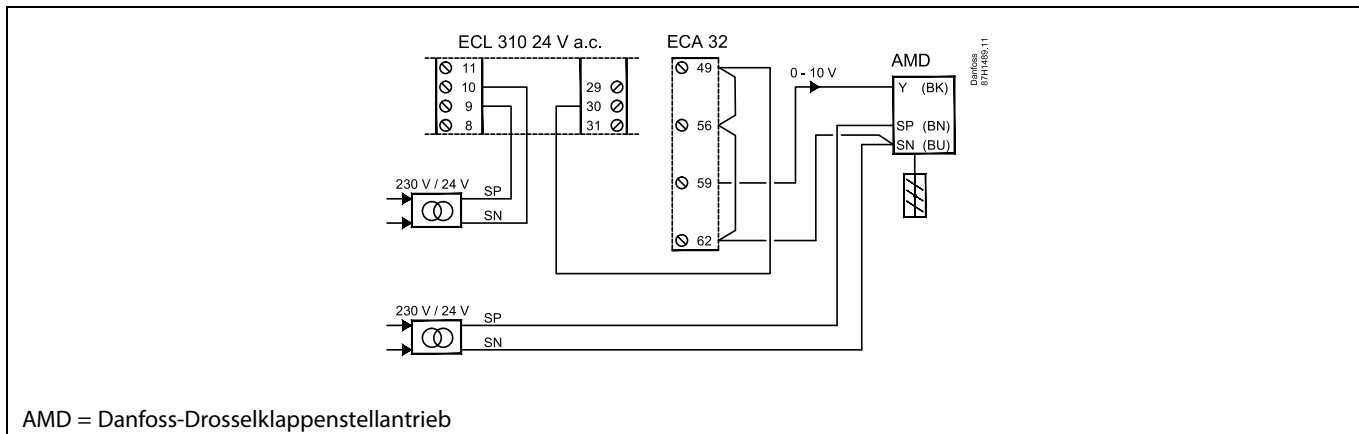 ECL 310 24 V a.c.
ECA 32
11
10
9
8
29
30
31
49
56
59
62
0 - 10 V
AMD
Y (BK)
SP (BN)
SN (BU)
Danfoss
87H1489.11
230 V / 24 V
SP
SN
230 V / 24 V
SP
SN
AMD = Danfoss-Drosselklappenstellantrieb